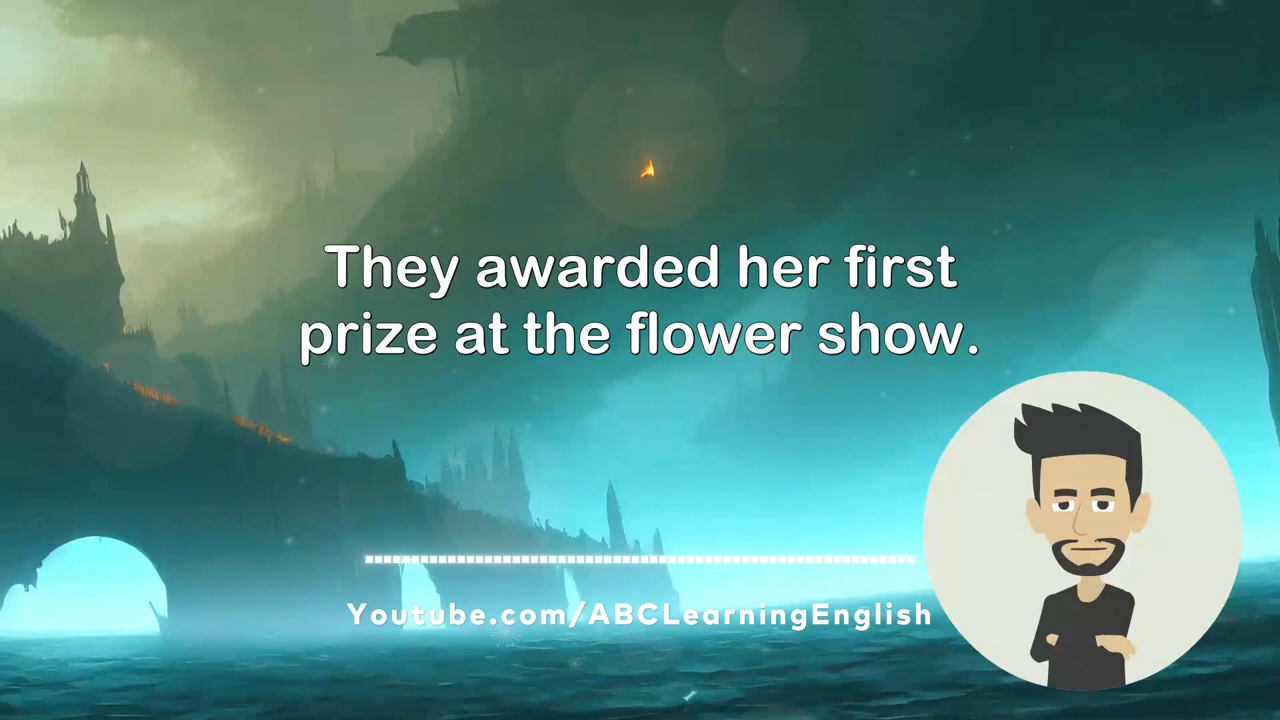 They awarded her first
prize at the flower show.
Youtube.com/ABCLearningEnglish